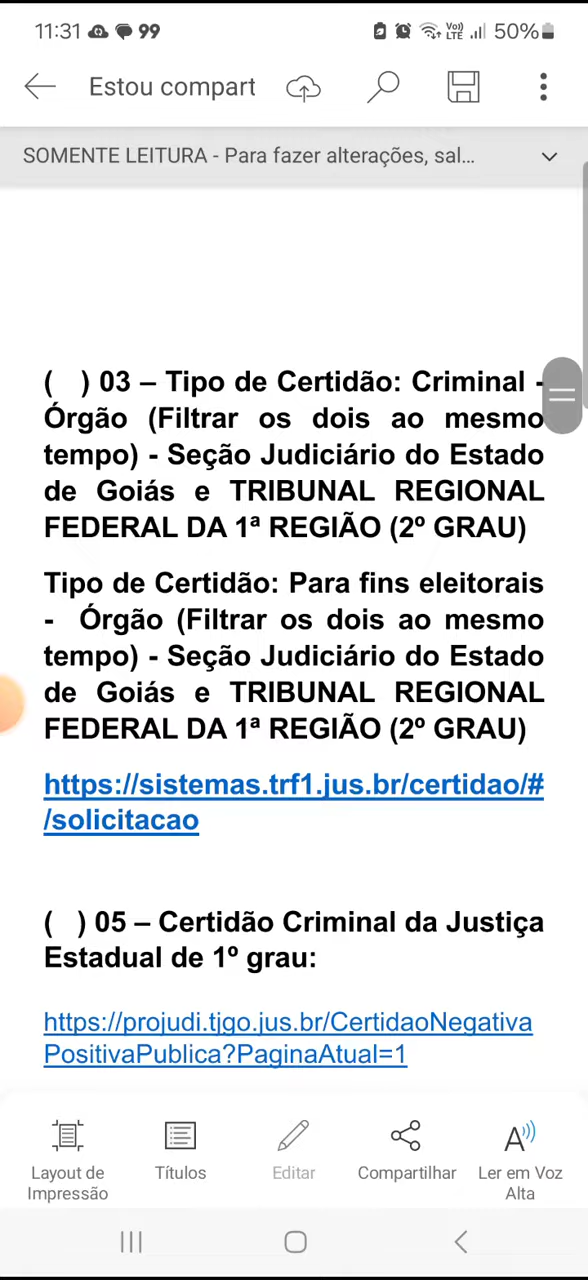 11:31 99 Vo)) LTE 50%
Estou compart
SOMENTE LEITURA - Para fazer alterações, sal...
( ) 03 – Tipo de Certidão: Criminal -
Órgão (Filtrar os dois ao mesmo
tempo) - Seção Judiciário do Estado
de Goiás e TRIBUNAL REGIONAL
FEDERAL DA 1ª REGIÃO (2º GRAU)
Tipo de Certidão: Para fins eleitorais
- Órgão (Filtrar os dois ao mesmo
tempo) - Seção Judiciário do Estado
de Goiás e TRIBUNAL REGIONAL
FEDERAL DA 1ª REGIÃO (2º GRAU)
https://sistemas.trf1.jus.br/certidao/#
/solicitacao
( ) 05 – Certidão Criminal da Justiça
Estadual de 1º grau:
https://projudi.tjgo.jus.br/CertidaoNegativa
PositivaPublica?PaginaAtual=1
Layout de
Impressão
Títulos
Editar
Compartilhar
Ler em Voz
Alta